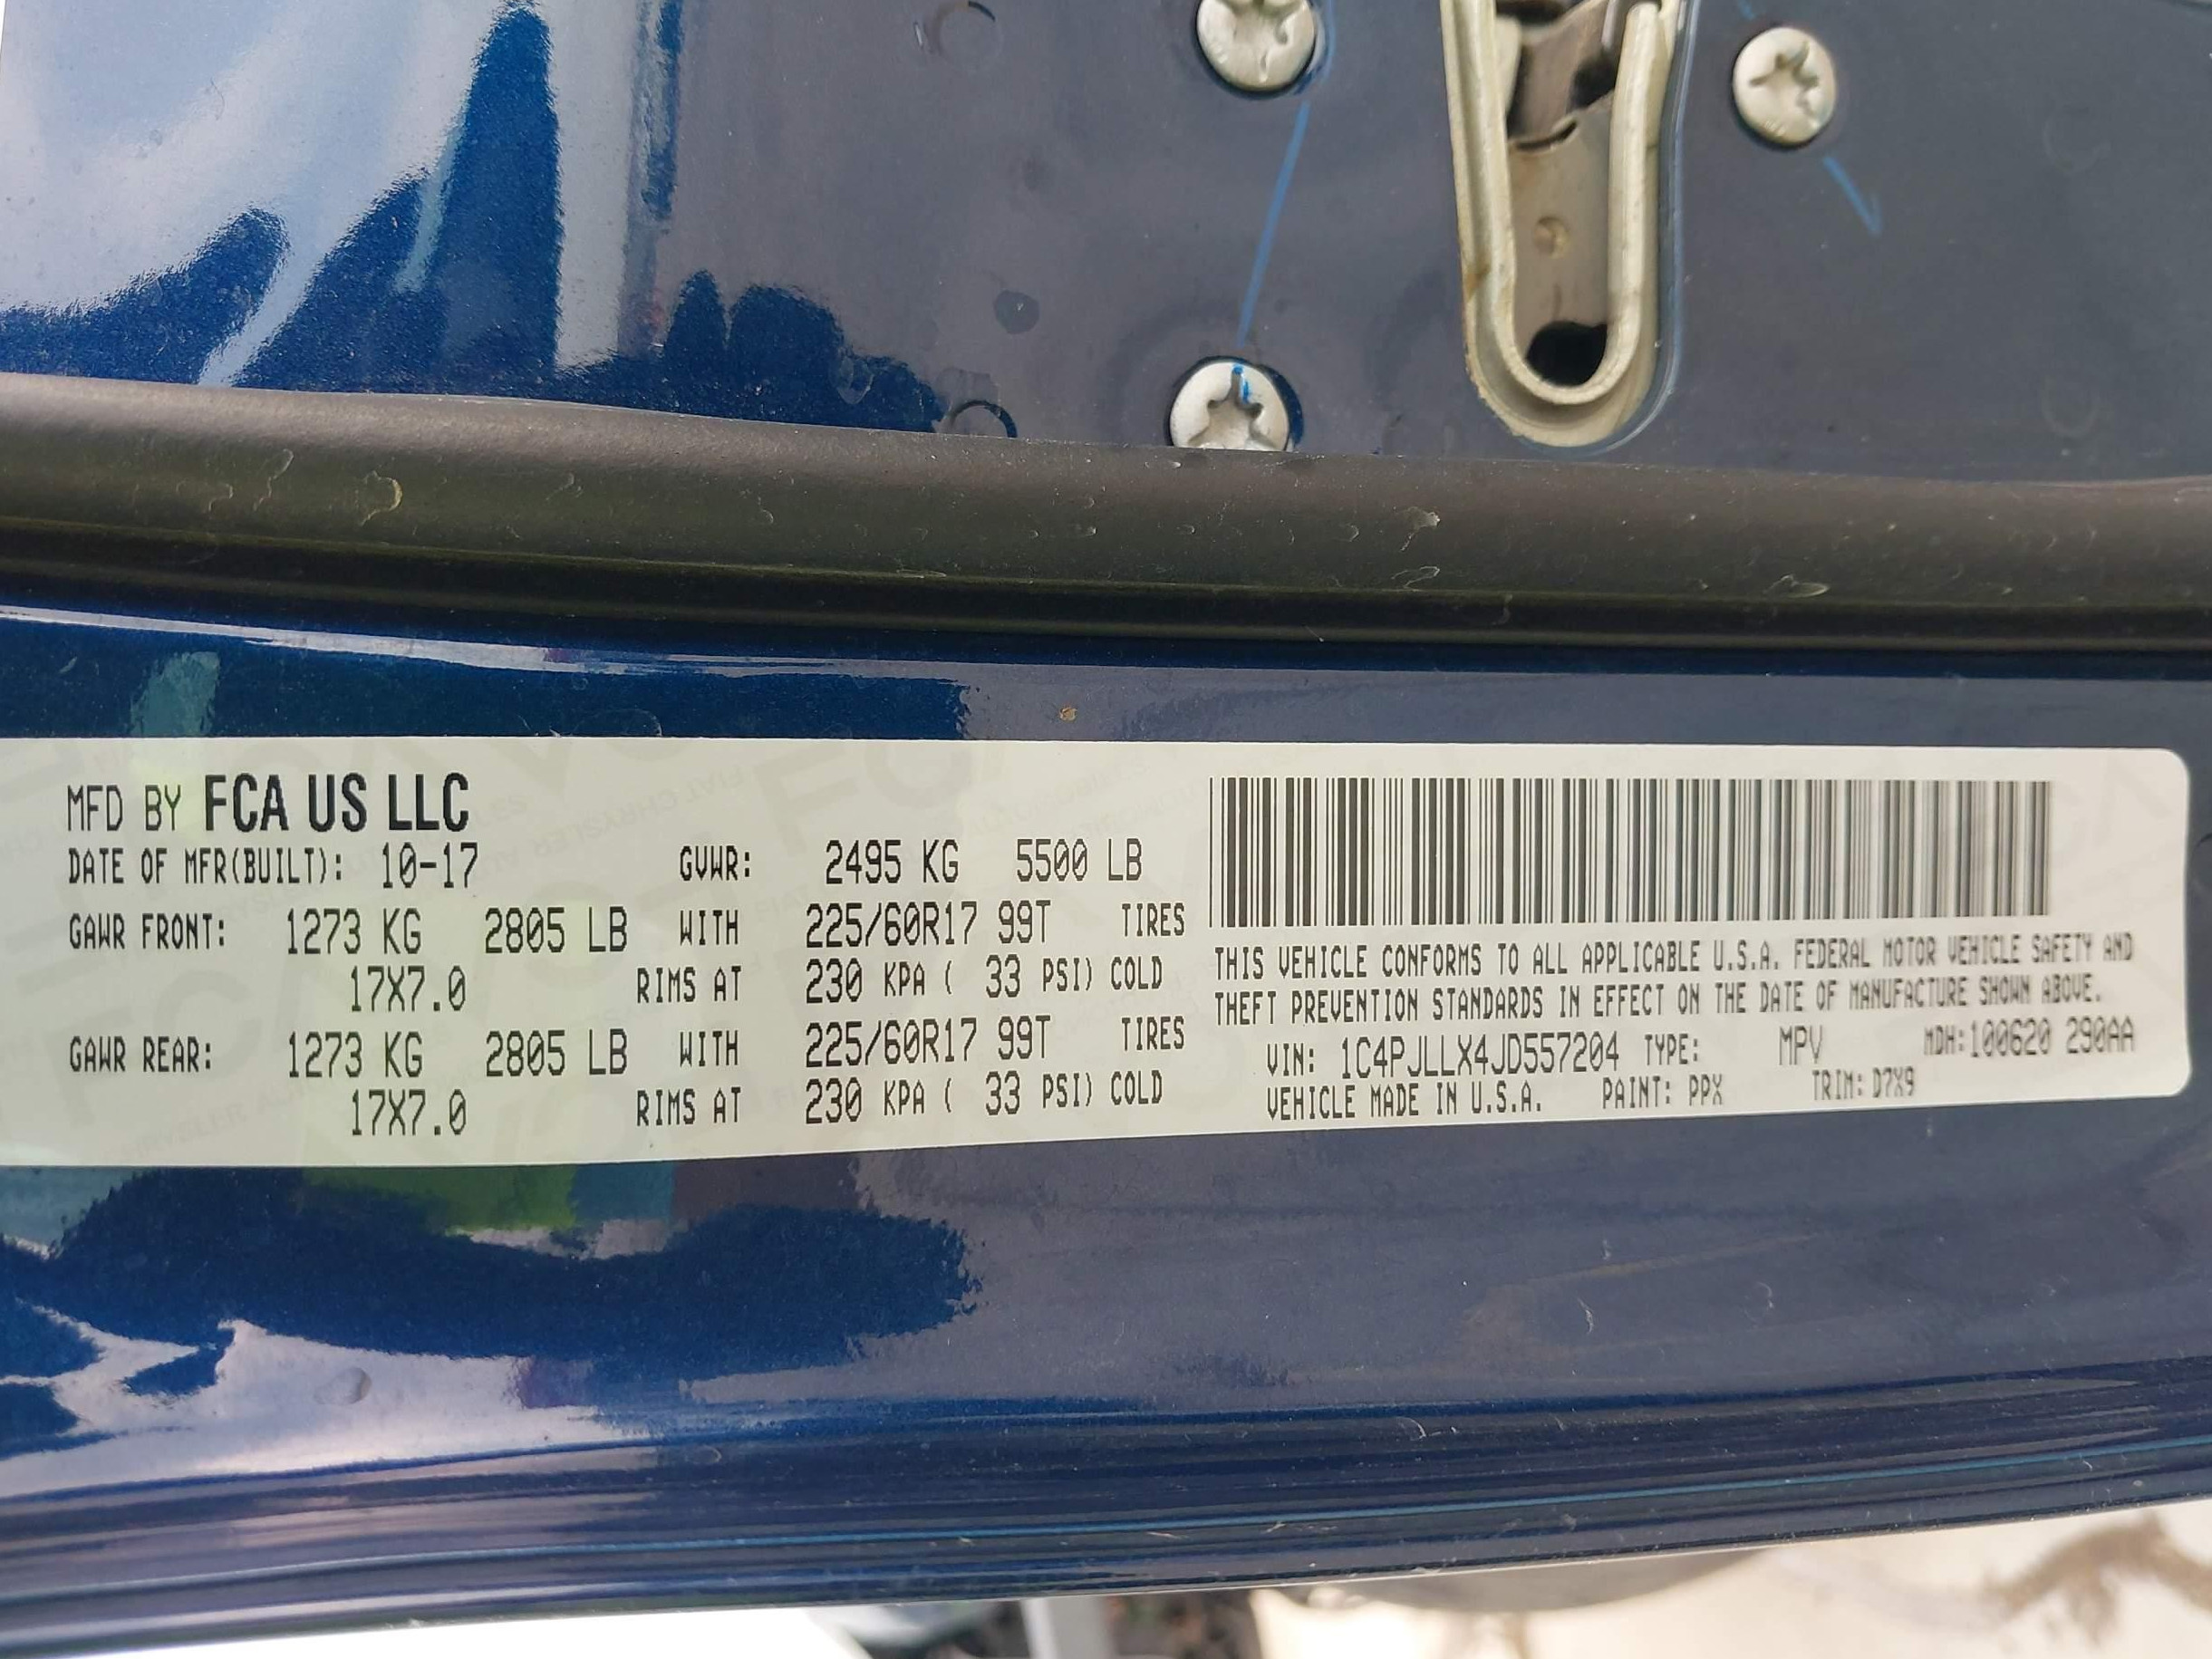 MFD BY FCA US LLC
DATE OF MFR(BUILT): 10-17 GVWR: 2495 KG 5500 LB
GAWR FRONT: 1273 KG 2805 LB WITH 225/60R17 99T TIRES
17X7.0 RIMS AT 230 KPA ( 33 PSI) COLD
GAWR REAR: 1273 KG 2805 LB WITH 225/60R17 99T TIRES
17X7.0 RIMS AT 230 KPA ( 33 PSI) COLD
THIS VEHICLE CONFORMS TO ALL APPLICABLE U.S.A. FEDERAL MOTOR VEHICLE SAFETY AND
THEFT PREVENTION STANDARDS IN EFFECT ON THE DATE OF MANUFACTURE SHOWN ABOVE.
VIN: 1C4PJLLX4JD557204 TYPE: MPV MDH:100620 290AA
VEHICLE MADE IN U.S.A. PAINT: PPX TRIM: D7X9